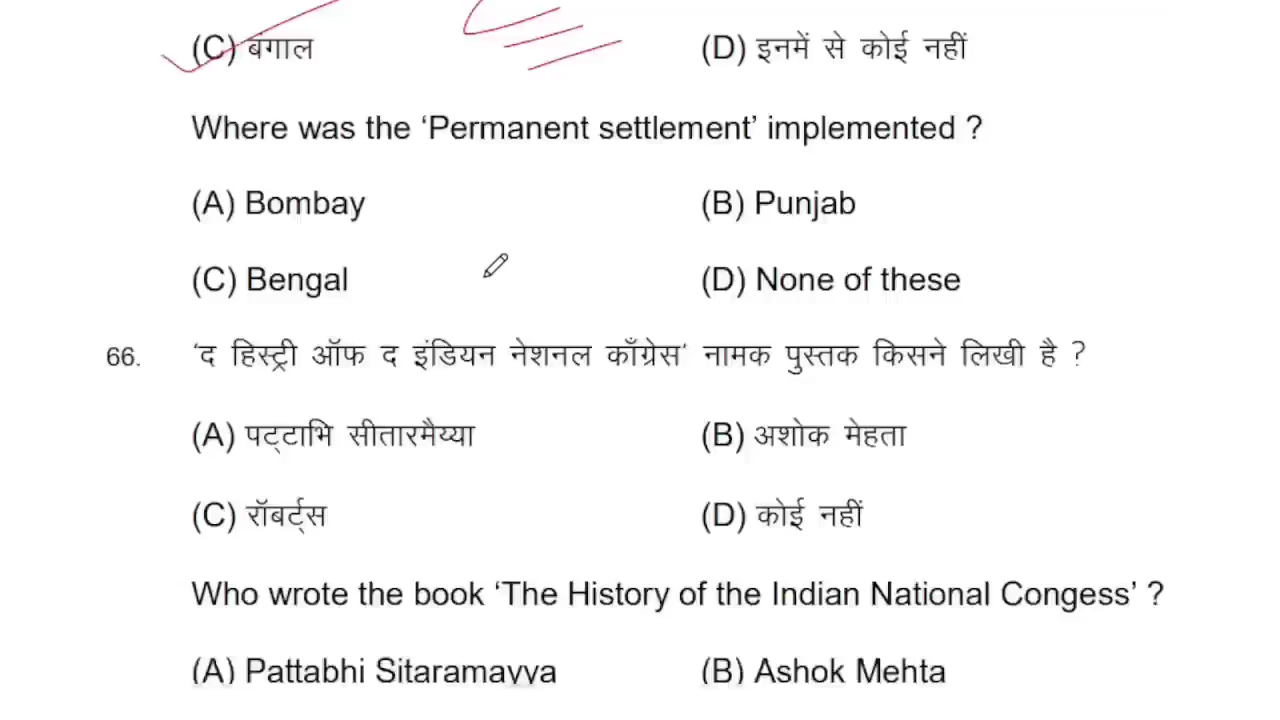 (C) बंगाल (D) इनमें से कोई नहीं
Where was the ‘Permanent settlement’ implemented ?
(A) Bombay (B) Punjab
(C) Bengal (D) None of these
66. ‘द हिस्ट्री ऑफ द इंडियन नेशनल काँग्रेस’ नामक पुस्तक किसने लिखी है ?
(A) पट्टाभि सीतारमैय्या (B) अशोक मेहता
(C) रॉबर्ट्स (D) कोई नहीं
Who wrote the book ‘The History of the Indian National Congess’ ?
(A) Pattabhi Sitaramayya (B) Ashok Mehta